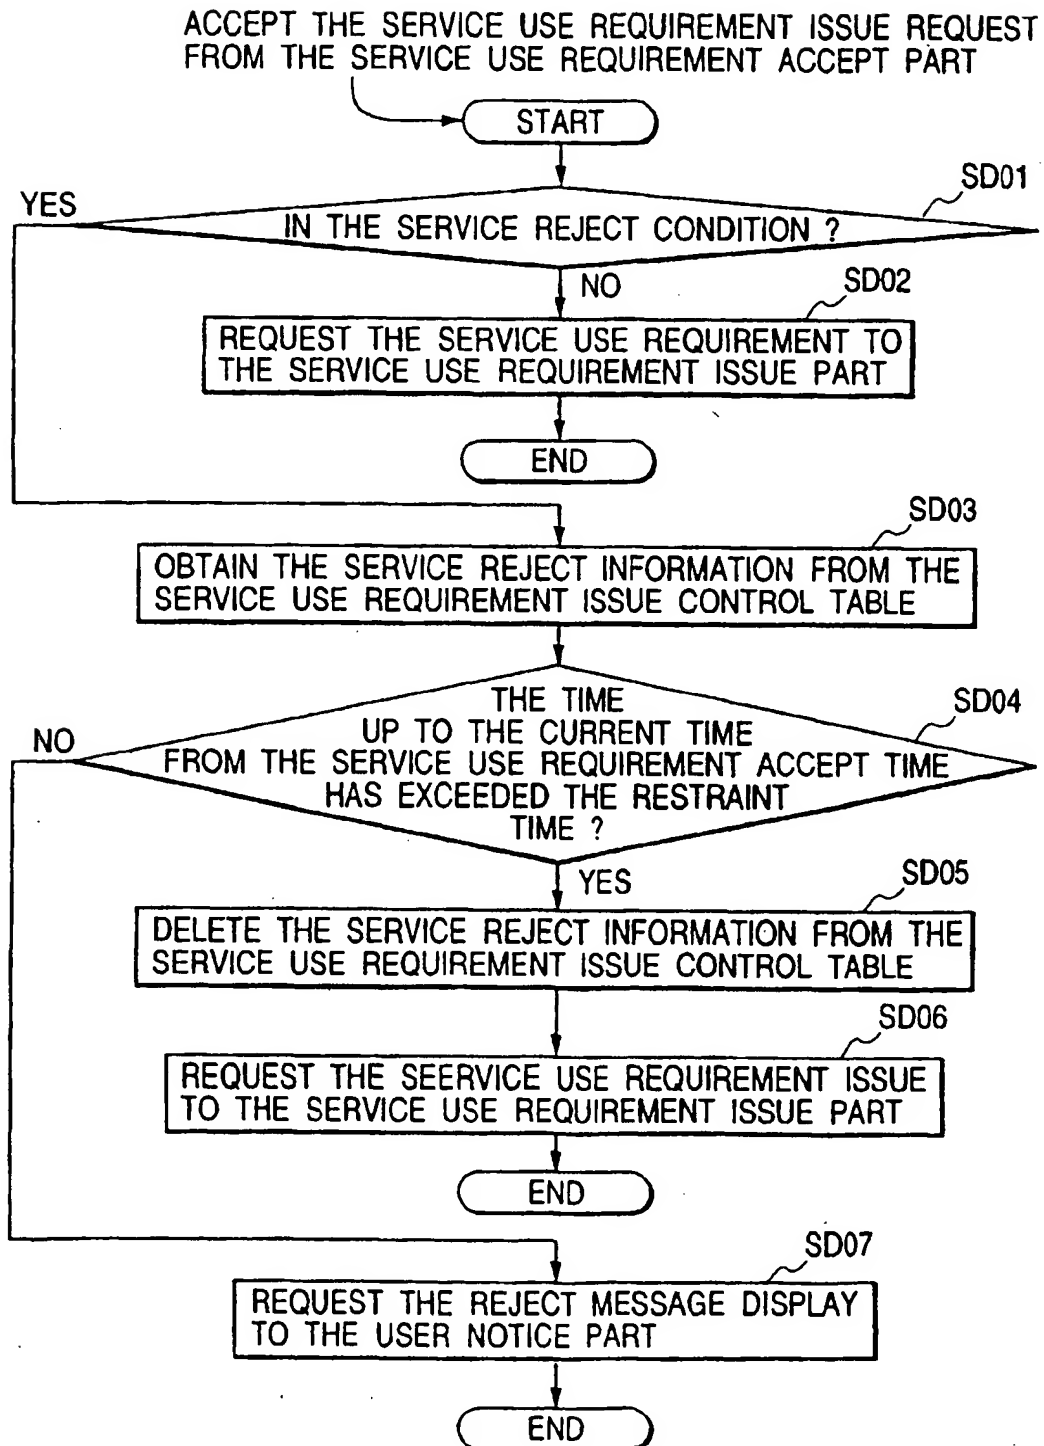 ACCEPT THE SERVICE USE REQUIREMENT ISSUE REQUEST
FROM THE SERVICE USE REQUIREMENT ACCEPT PART
START
SD01
YES
IN THE SERVICE REJECT CONDITION ?
NO
SD02
REQUEST THE SERVICE USE REQUIREMENT TO
THE SERVICE USE REQUIREMENT ISSUE PART
END
SD03
OBTAIN THE SERVICE REJECT INFORMATION FROM THE
SERVICE USE REQUIREMENT ISSUE CONTROL TABLE
THE TIME
UP TO THE CURRENT TIME
FROM THE SERVICE USE REQUIREMENT ACCEPT TIME
HAS EXCEEDED THE RESTRAINT
TIME ?
SD04
NO
YES
SD05
DELETE THE SERVICE REJECT INFORMATION FROM THE
SERVICE USE REQUIREMENT ISSUE CONTROL TABLE
SD06
REQUEST THE SEERVICE USE REQUIREMENT ISSUE
TO THE SERVICE USE REQUIREMENT ISSUE PART
END
SD07
REQUEST THE REJECT MESSAGE DISPLAY
TO THE USER NOTICE PART
END